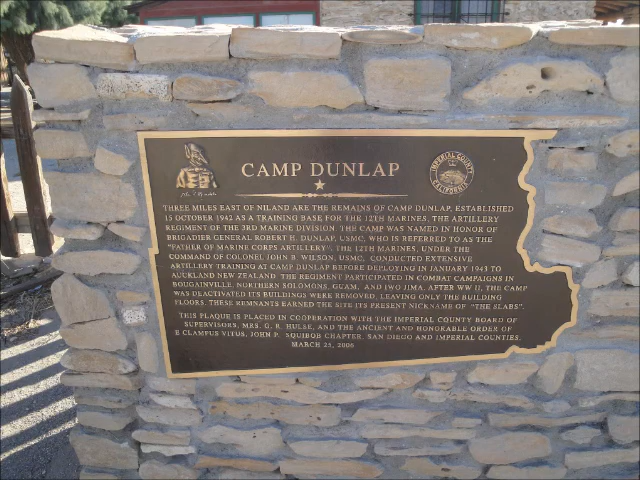 CAMP DUNLAP
IMPERIAL COUNTY
CALIFORNIA
THREE MILES EAST OF NILAND ARE THE REMAINS OF CAMP DUNLAP, ESTABLISHED
15 OCTOBER 1942 AS A TRAINING BASE FOR THE 12TH MARINES, THE ARTILLERY
REGIMENT OF THE 3RD MARINE DIVISION. THE CAMP WAS NAMED IN HONOR OF
BRIGADIER GENERAL ROBERT H. DUNLAP, USMC, WHO IS REFERRED TO AS THE
"FATHER OF MARINE CORPS ARTILLERY". THE 12TH MARINES, UNDER THE
COMMAND OF COLONEL JOHN B. WILSON, USMC, CONDUCTED EXTENSIVE
ARTILLERY TRAINING AT CAMP DUNLAP BEFORE DEPLOYING IN JANUARY 1943 TO
AUCKLAND NEW ZEALAND. THE REGIMENT PARTICIPATED IN COMBAT CAMPAIGNS IN
BOUGAINVILLE, NORTHERN SOLOMONS, GUAM, AND IWO JIMA. AFTER WW II, THE CAMP
WAS DEACTIVATED ITS BUILDINGS WERE REMOVED, LEAVING ONLY THE BUILDING
FLOORS. THESE REMNANTS EARNED THE SITE ITS PRESENT NICKNAME OF "THE SLABS".
THIS PLAQUE IS PLACED IN COOPERATION WITH THE IMPERIAL COUNTY BOARD OF
SUPERVISORS, MRS. G. R. HULSE, AND THE ANCIENT AND HONORABLE ORDER OF
E CLAMPUS VITUS, JOHN P. SQUIBOB CHAPTER, SAN DIEGO AND IMPERIAL COUNTIES.
MARCH 25, 2006